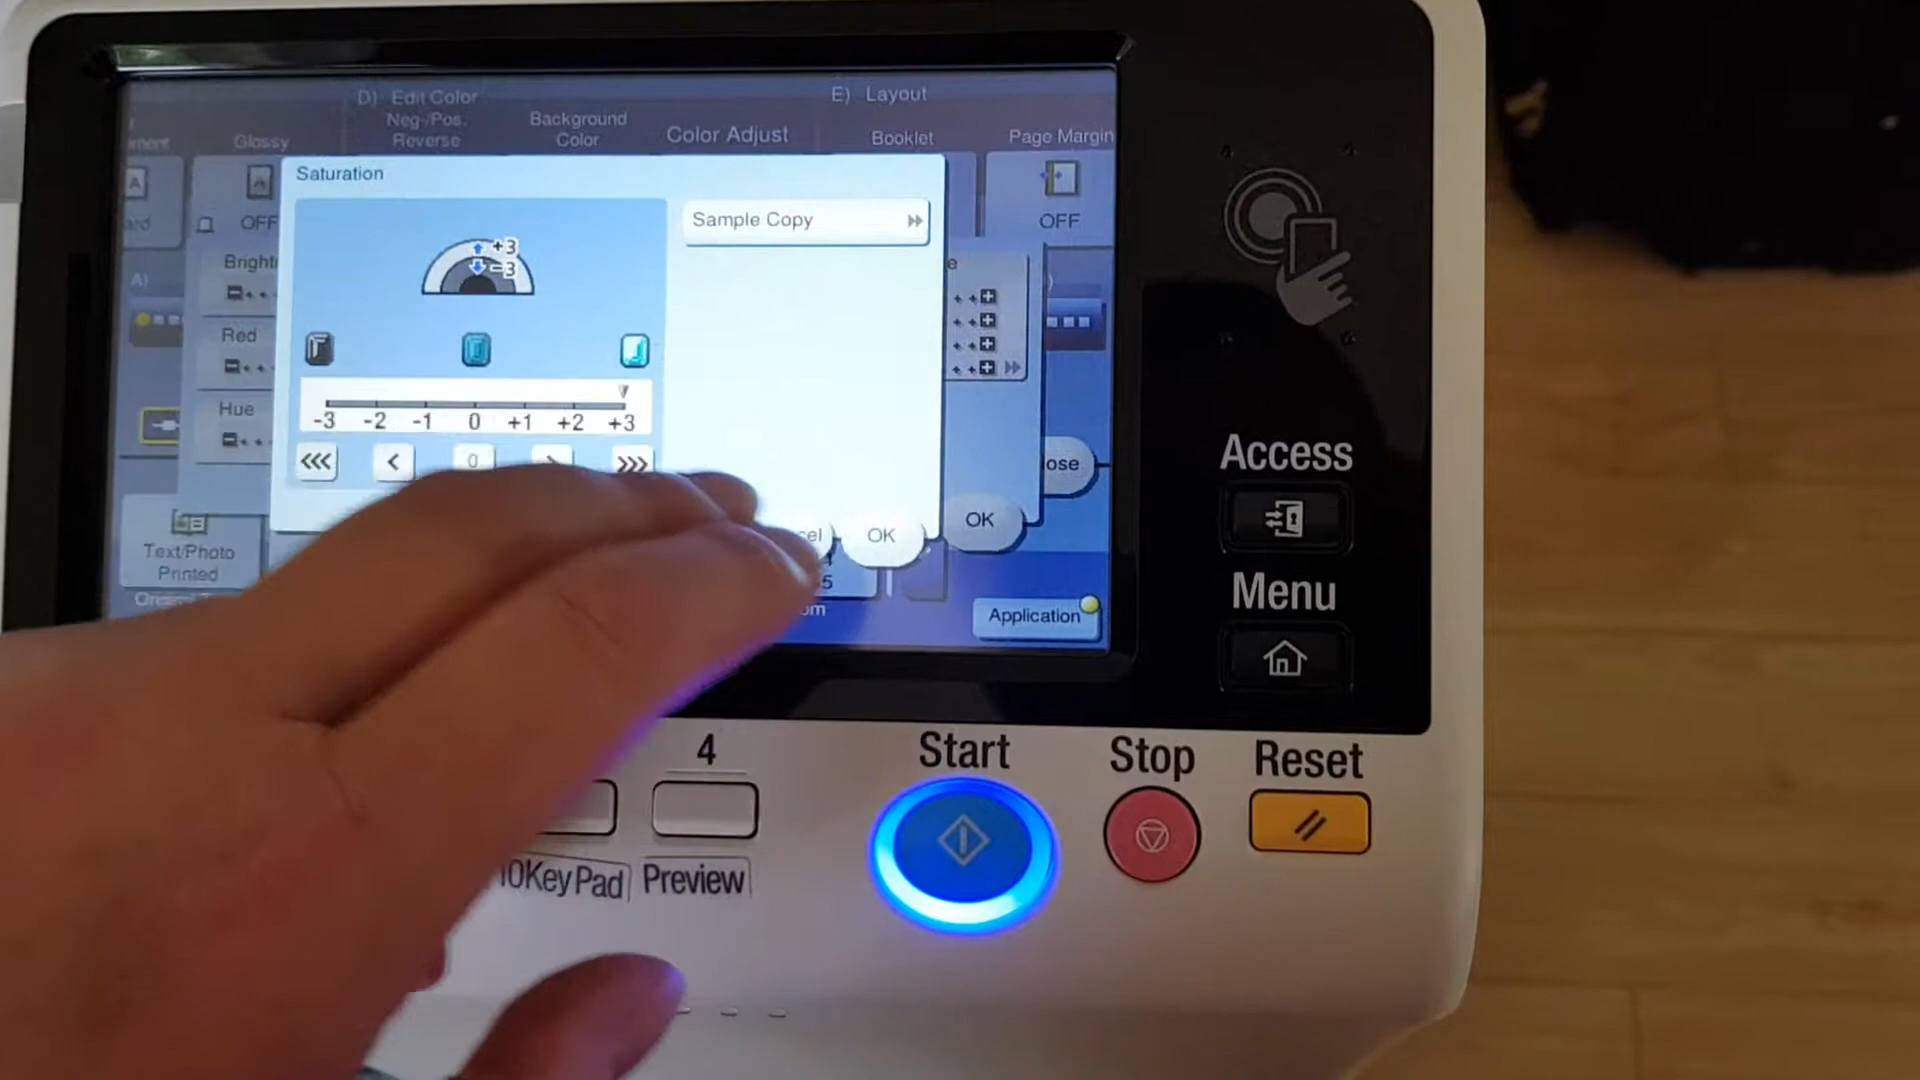 D) Edit Color
E) Layout
Glossy
Neg-/Pos.
Reverse
Background
Color
Color Adjust
Booklet
Page Margin
OFF
OFF
A)
Saturation
Sample Copy
+3
-3
Red
Hue
-3 -2 -1 0 +1 +2 +3
0
OK
OK
Text/Photo
Printed
Application
Access
Menu
4
Start
Stop
Reset
10KeyPad
Preview